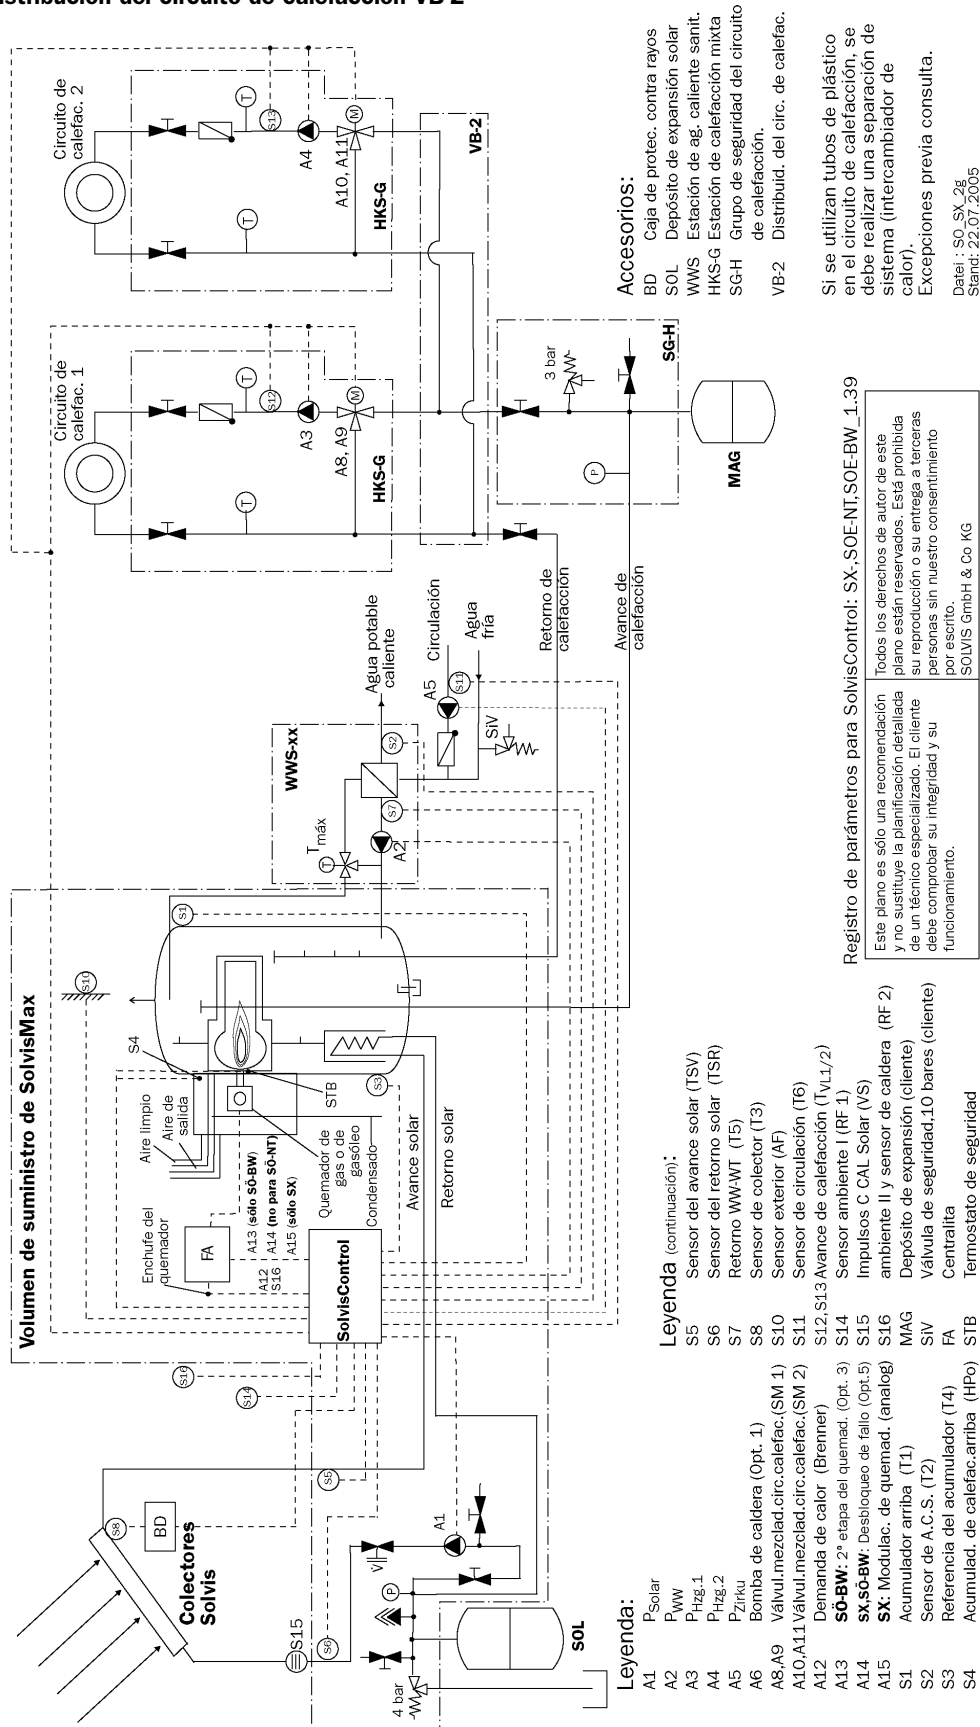 stribución del circuito de calefacción VB-2
Volumen de suministro de SolvisMax
Colectores
Solvis
S8
BD
S15
S6
S5
S14
S16
4 bar
SOL
P
V̇
A1
SolvisControl
Enchufe del
quemador
FA
A12
S16
A13 (sólo SÖ-BW)
A14 (no para SÖ-NT)
A15 (sólo SX)
Aire limpio
Aire de
salida
S4
S10
STB
Quemador de
gas o de
gasóleo
Condensado
S3
Avance solar
Retorno solar
S1
WWS-xx
Tmáx
T
A2
S7
S2
Agua potable
caliente
A5
Circulación
S11
SiV
Agua
fría
Retorno de
calefacción
Avance de
calefacción
Circuito de
calefac. 1
T
T
S12
A3
M
A8, A9
HKS-G
Circuito de
calefac. 2
T
T
S13
A4
M
A10, A11
HKS-G
VB-2
SG-H
3 bar
P
MAG
Leyenda:
A1 PSolar
A2 PWW
A3 PHzg.1
A4 PHzg.2
A5 PZirku
A6 Bomba de caldera (Opt. 1)
A8,A9 Válvul.mezclad.circ.calefac.(SM 1)
A10,A11 Válvul.mezclad.circ.calefac.(SM 2)
A12 Demanda de calor (Brenner)
A13 SÖ-BW: 2ª etapa del quemad. (Opt. 3)
A14 SX,SÖ-BW: Desbloqueo de fallo (Opt.5)
A15 SX: Modulac. de quemad. (analog)
S1 Acumulador arriba (T1)
S2 Sensor de A.C.S. (T2)
S3 Referencia del acumulador (T4)
S4 Acumulad. de calefac.arriba (HPo)
Leyenda (continuación):
S5 Sensor del avance solar (TSV)
S6 Sensor del retorno solar (TSR)
S7 Retorno WW-WT (T5)
S8 Sensor de colector (T3)
S10 Sensor exterior (AF)
S11 Sensor de circulación (T6)
S12,S13 Avance de calefacción (TVL1/2)
S14 Sensor ambiente I (RF 1)
S15 Impulsos C CAL Solar (VS)
S16 ambiente II y sensor de caldera (RF 2)
MAG Depósito de expansión (cliente)
SiV Válvula de seguridad,10 bares (cliente)
FA Centralita
STB Termostato de seguridad
Accesorios:
BD Caja de protec. contra rayos
SOL Depósito de expansión solar
WWS Estación de ag. caliente sanit.
HKS-G Estación de calefacción mixta
SG-H Grupo de seguridad del circuito
de calefacción.
VB-2 Distribuid. del circ. de calefac.
Si se utilizan tubos de plástico
en el circuito de calefacción, se
debe realizar una separación de
sistema (intercambiador de
calor).
Excepciones previa consulta.
Datei : SO_SX_2g
Stand: 22.07.2005
Registro de parámetros para SolvisControl: SX-,SOE-NT,SOE-BW_1.39
Este plano es sólo una recomendación
y no sustituye la planificación detallada
de un técnico especializado. El cliente
debe comprobar su integridad y su
funcionamiento.
Todos los derechos de autor de este
plano están reservados. Está prohibida
su reproducción o su entrega a terceras
personas sin nuestro consentimiento
por escrito.
SOLVIS GmbH & Co KG